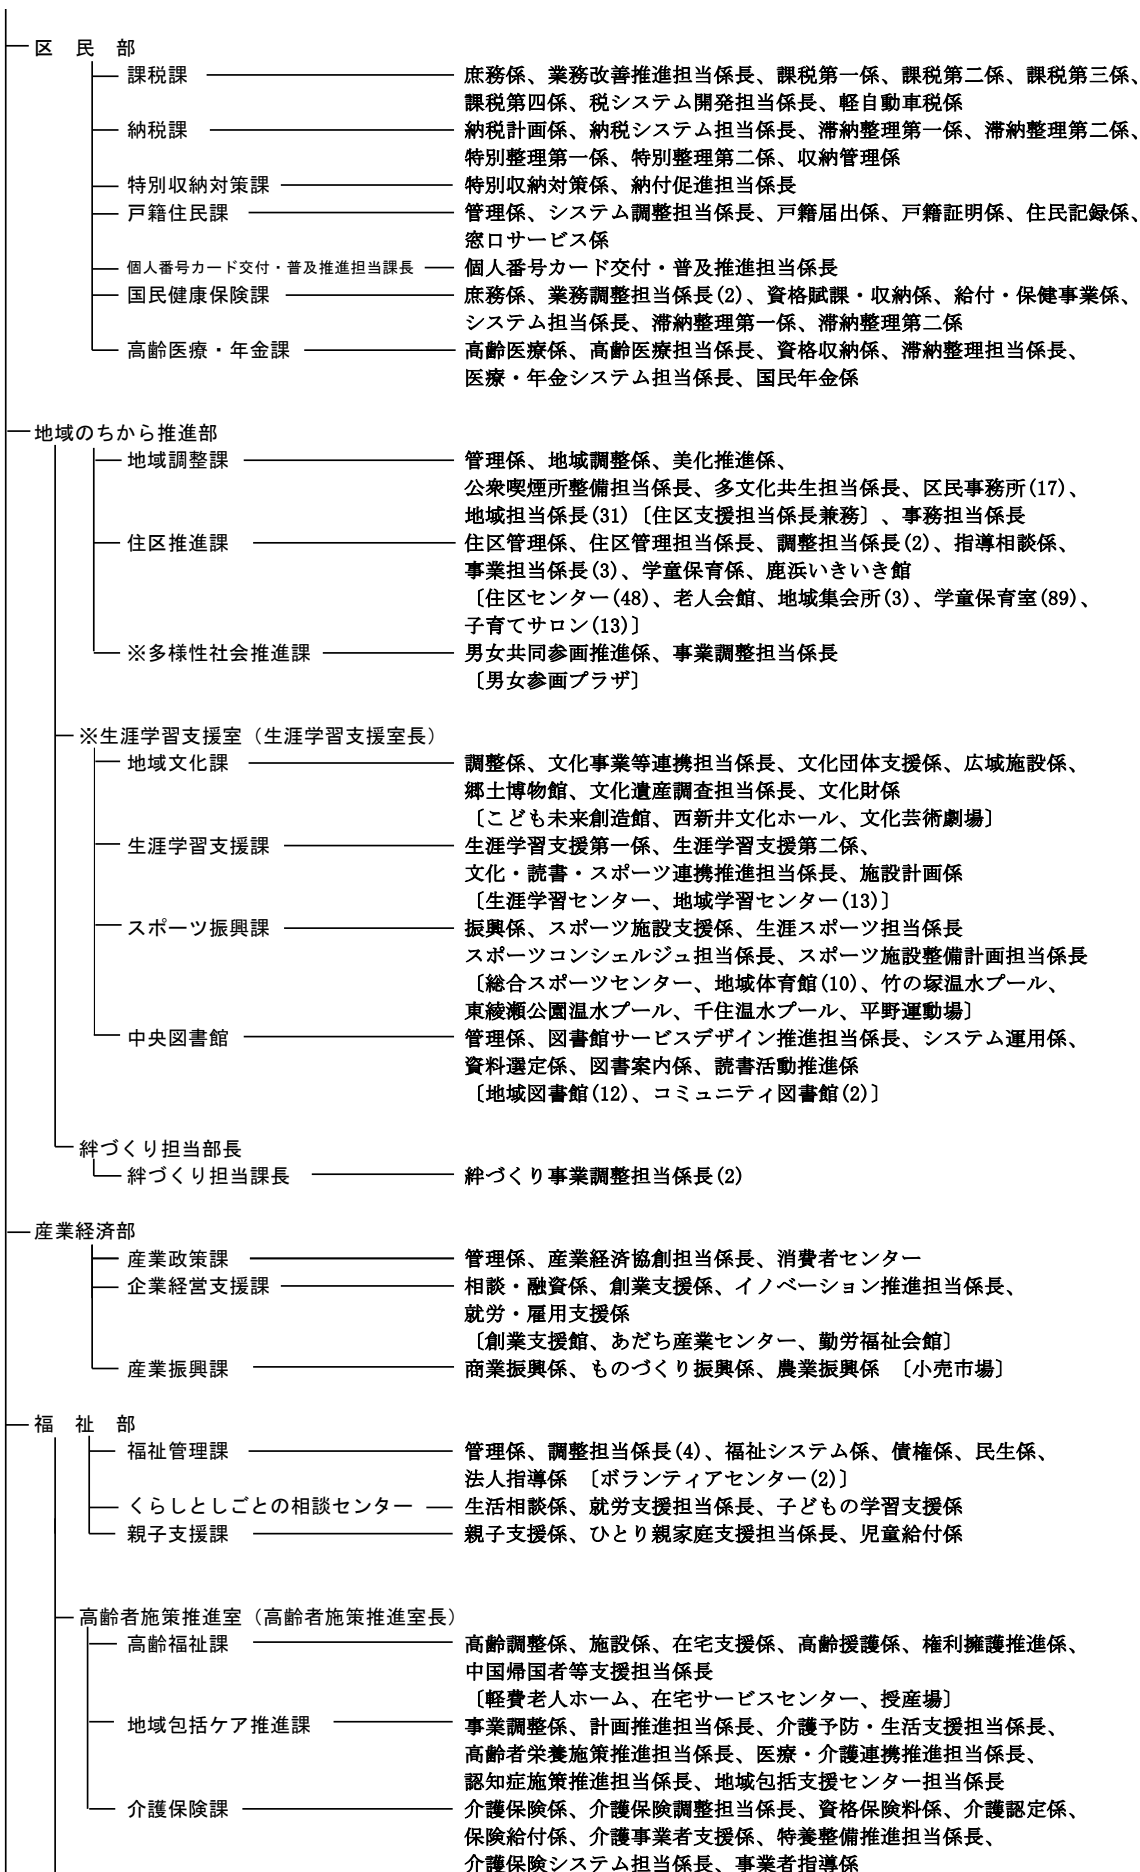 区 民 部
課税課 庶務係、業務改善推進担当係長、課税第一係、課税第二係、課税第三係、
課税第四係、税システム開発担当係長、軽自動車税係
納税課 納税計画係、納税システム担当係長、滞納整理第一係、滞納整理第二係、
特別整理第一係、特別整理第二係、収納管理係
特別収納対策課 特別収納対策係、納付促進担当係長
戸籍住民課 管理係、システム調整担当係長、戸籍届出係、戸籍証明係、住民記録係、
窓口サービス係
個人番号カード交付・普及推進担当課長 個人番号カード交付・普及推進担当係長
国民健康保険課 庶務係、業務調整担当係長(2)、資格賦課・収納係、給付・保健事業係、
システム担当係長、滞納整理第一係、滞納整理第二係
高齢医療・年金課 高齢医療係、高齢医療担当係長、資格収納係、滞納整理担当係長、
医療・年金システム担当係長、国民年金係
地域のちから推進部
地域調整課 管理係、地域調整係、美化推進係、
公衆喫煙所整備担当係長、多文化共生担当係長、区民事務所(17)、
地域担当係長(31)〔住区支援担当係長兼務〕、事務担当係長
住区推進課 住区管理係、住区管理担当係長、調整担当係長(2)、指導相談係、
事業担当係長(3)、学童保育係、鹿浜いきいき館
〔住区センター(48)、老人会館、地域集会所(3)、学童保育室(89)、
子育てサロン(13)〕
※多様性社会推進課 男女共同参画推進係、事業調整担当係長
〔男女参画プラザ〕
※生涯学習支援室（生涯学習支援室長）
地域文化課 調整係、文化事業等連携担当係長、文化団体支援係、広域施設係、
郷土博物館、文化遺産調査担当係長、文化財係
〔こども未来創造館、西新井文化ホール、文化芸術劇場〕
生涯学習支援課 生涯学習支援第一係、生涯学習支援第二係、
文化・読書・スポーツ連携推進担当係長、施設計画係
〔生涯学習センター、地域学習センター(13)〕
スポーツ振興課 振興係、スポーツ施設支援係、生涯スポーツ担当係長
スポーツコンシェルジュ担当係長、スポーツ施設整備計画担当係長
〔総合スポーツセンター、地域体育館(10)、竹の塚温水プール、
東綾瀬公園温水プール、千住温水プール、平野運動場〕
中央図書館 管理係、図書館サービスデザイン推進担当係長、システム運用係、
資料選定係、図書案内係、読書活動推進係
〔地域図書館(12)、コミュニティ図書館(2)〕
絆づくり担当部長
絆づくり担当課長 絆づくり事業調整担当係長(2)
産業経済部
産業政策課 管理係、産業経済協創担当係長、消費者センター
企業経営支援課 相談・融資係、創業支援係、イノベーション推進担当係長、
就労・雇用支援係
〔創業支援館、あだち産業センター、勤労福祉会館〕
産業振興課 商業振興係、ものづくり振興係、農業振興係 〔小売市場〕
福 祉 部
福祉管理課 管理係、調整担当係長(4)、福祉システム係、債権係、民生係、
法人指導係 〔ボランティアセンター(2)〕
くらしとしごとの相談センター 生活相談係、就労支援担当係長、子どもの学習支援係
親子支援課 親子支援係、ひとり親家庭支援担当係長、児童給付係
高齢者施策推進室（高齢者施策推進室長）
高齢福祉課 高齢調整係、施設係、在宅支援係、高齢援護係、権利擁護推進係、
中国帰国者等支援担当係長
〔軽費老人ホーム、在宅サービスセンター、授産場〕
地域包括ケア推進課 事業調整係、計画推進担当係長、介護予防・生活支援担当係長、
高齢者栄養施策推進担当係長、医療・介護連携推進担当係長、
認知症施策推進担当係長、地域包括支援センター担当係長
介護保険課 介護保険係、介護保険調整担当係長、資格保険料係、介護認定係、
保険給付係、介護事業者支援係、特養整備推進担当係長、
介護保険システム担当係長、事業者指導係